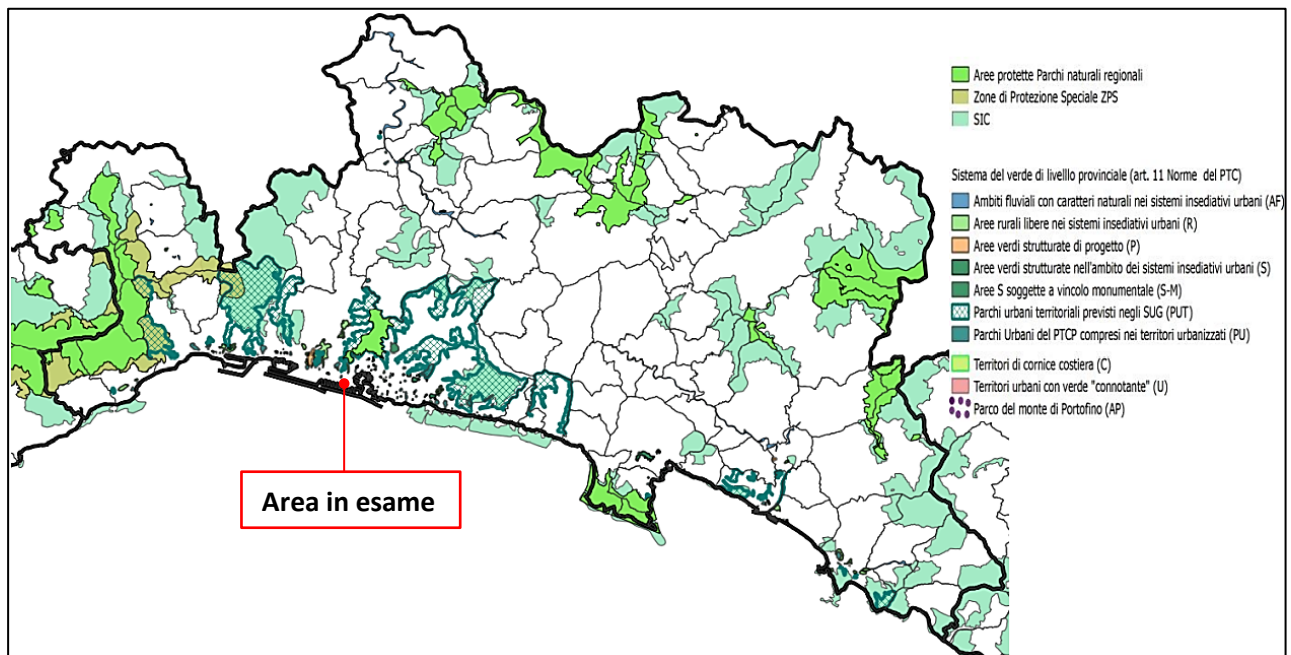 Aree protette Parchi naturali regionali
Zone di Protezione Speciale ZPS
SIC
Sistema del verde di livelllo provinciale (art. 11 Norme del PTC)
Ambiti fluviali con caratteri naturali nei sistemi insediativi urbani (AF)
Aree rurali libere nei sistemi insediativi urbani (R)
Aree verdi strutturate di progetto (P)
Aree verdi strutturate nell'ambito dei sistemi insediativi urbani (S)
Aree S soggette a vincolo monumentale (S-M)
Parchi urbani territoriali previsti negli SUG (PUT)
Parchi Urbani del PTCP compresi nei territori urbanizzati (PU)
Territori di cornice costiera (C)
Territori urbani con verde "connotante" (U)
Parco del monte di Portofino (AP)
Area in esame